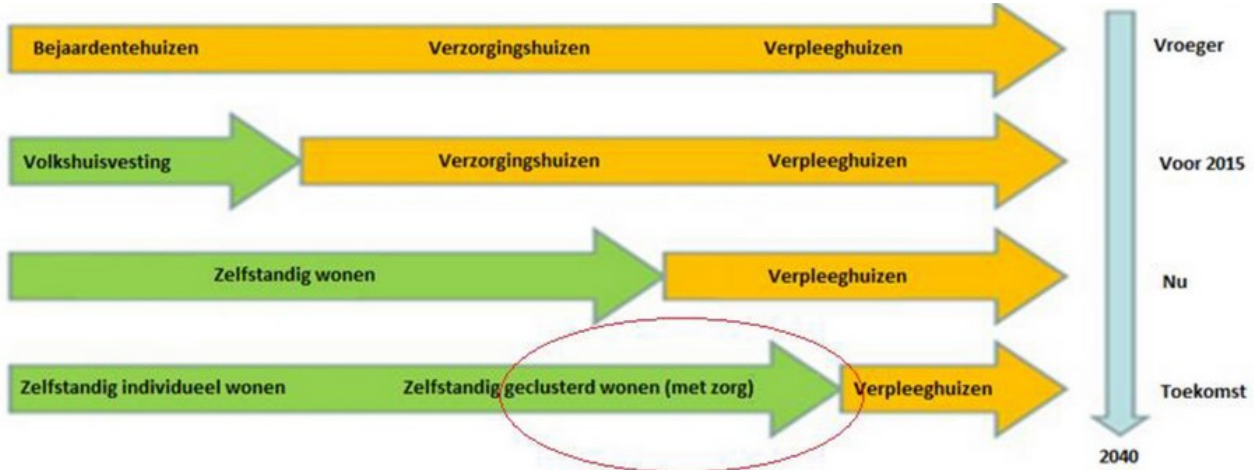 Bejaardentehuizen Verzorgingshuizen Verpleeghuizen Vroeger
Volkshuisvesting Verzorgingshuizen Verpleeghuizen Voor 2015
Zelfstandig wonen Verpleeghuizen Nu
Zelfstandig individueel wonen Zelfstandig geclusterd wonen (met zorg) Verpleeghuizen Toekomst
2040